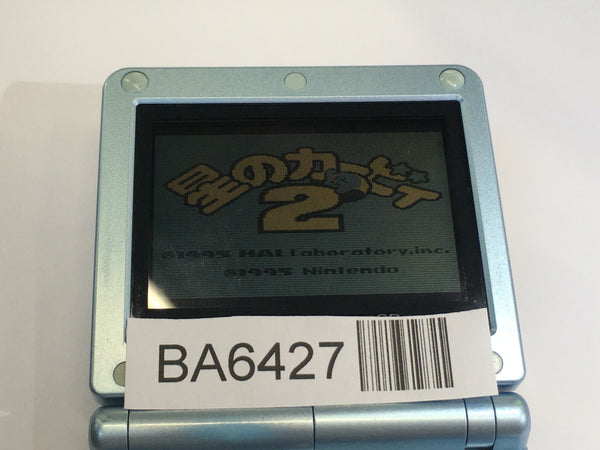 星のカービィ
2
©1995 HAL Laboratory,inc.
©1995 Nintendo
BA6427